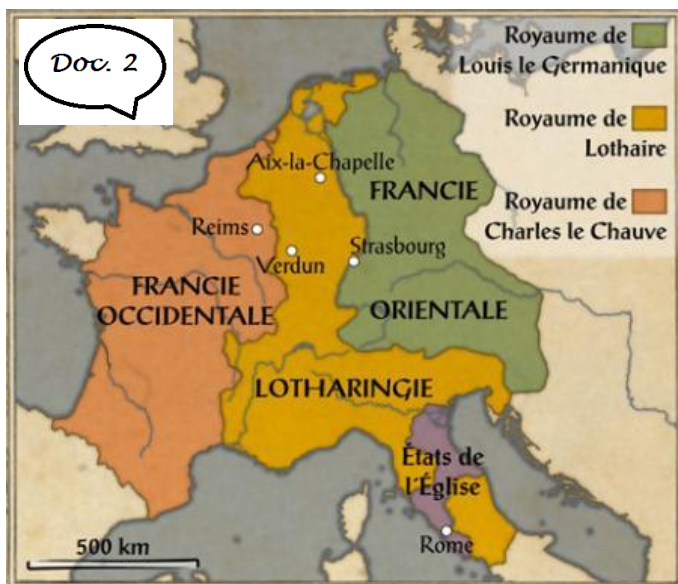 Doc. 2
Royaume de
Louis le Germanique
Royaume de
Lothaire
Royaume de
Charles le Chauve
Aix-la-Chapelle
FRANCIE
Reims
Verdun
Strasbourg
FRANCIE
OCCIDENTALE
ORIENTALE
LOTHARINGIE
États de
l'Église
Rome
500 km